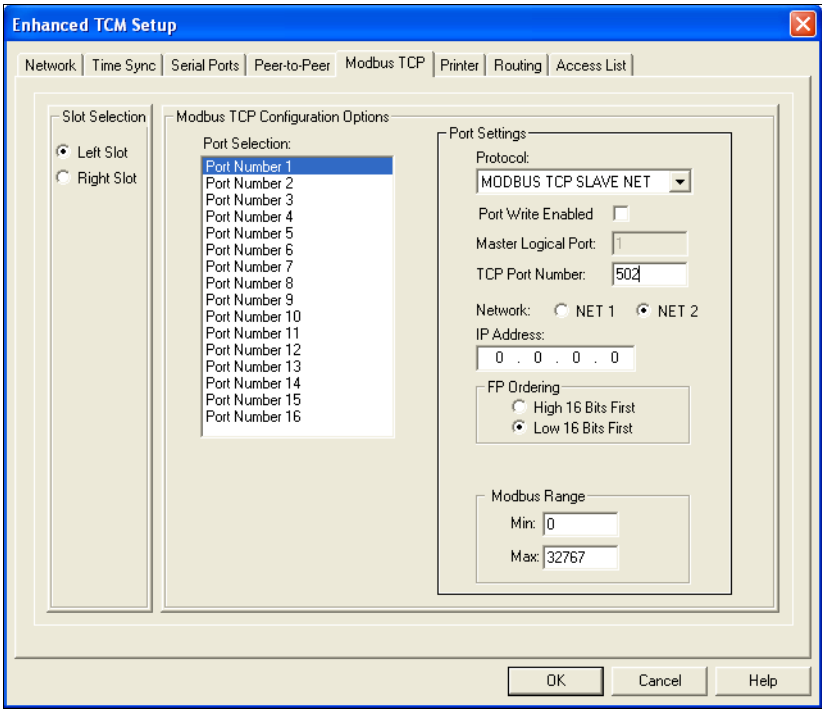 Enhanced TCM Setup
Network Time Sync Serial Ports Peer-to-Peer Modbus TCP Printer Routing Access List
Slot Selection
Left Slot
Right Slot
Modbus TCP Configuration Options
Port Selection:
Port Number 1
Port Number 2
Port Number 3
Port Number 4
Port Number 5
Port Number 6
Port Number 7
Port Number 8
Port Number 9
Port Number 10
Port Number 11
Port Number 12
Port Number 13
Port Number 14
Port Number 15
Port Number 16
Port Settings
Protocol:
MODBUS TCP SLAVE NET
Port Write Enabled
Master Logical Port: 1
TCP Port Number: 502
Network: NET 1 NET 2
IP Address:
0 . 0 . 0 . 0
FP Ordering
High 16 Bits First
Low 16 Bits First
Modbus Range
Min: 0
Max: 32767
OK Cancel Help